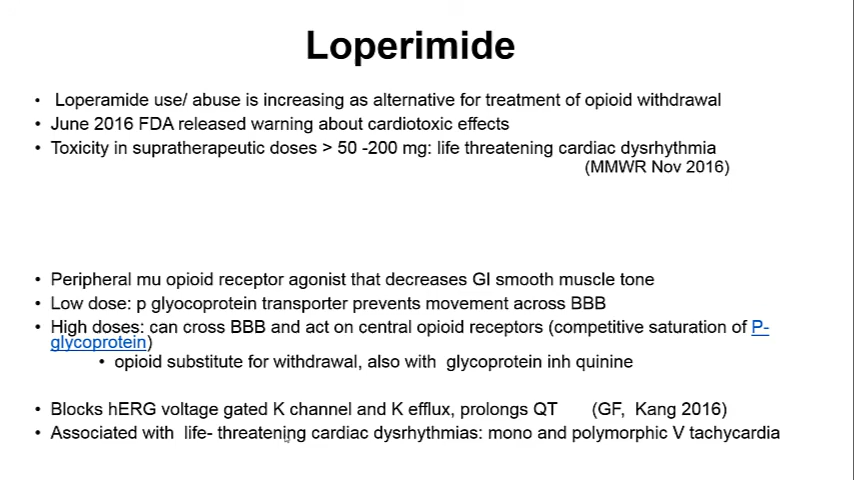 Loperimide
• Loperamide use/ abuse is increasing as alternative for treatment of opioid withdrawal
• June 2016 FDA released warning about cardiotoxic effects
• Toxicity in supratherapeutic doses > 50 -200 mg: life threatening cardiac dysrhythmia
(MMWR Nov 2016)
• Peripheral mu opioid receptor agonist that decreases GI smooth muscle tone
• Low dose: p glyocoprotein transporter prevents movement across BBB
• High doses: can cross BBB and act on central opioid receptors (competitive saturation of P-
glycoprotein)
• opioid substitute for withdrawal, also with glycoprotein inh quinine
• Blocks hERG voltage gated K channel and K efflux, prolongs QT (GF, Kang 2016)
• Associated with life- threatening cardiac dysrhythmias: mono and polymorphic V tachycardia